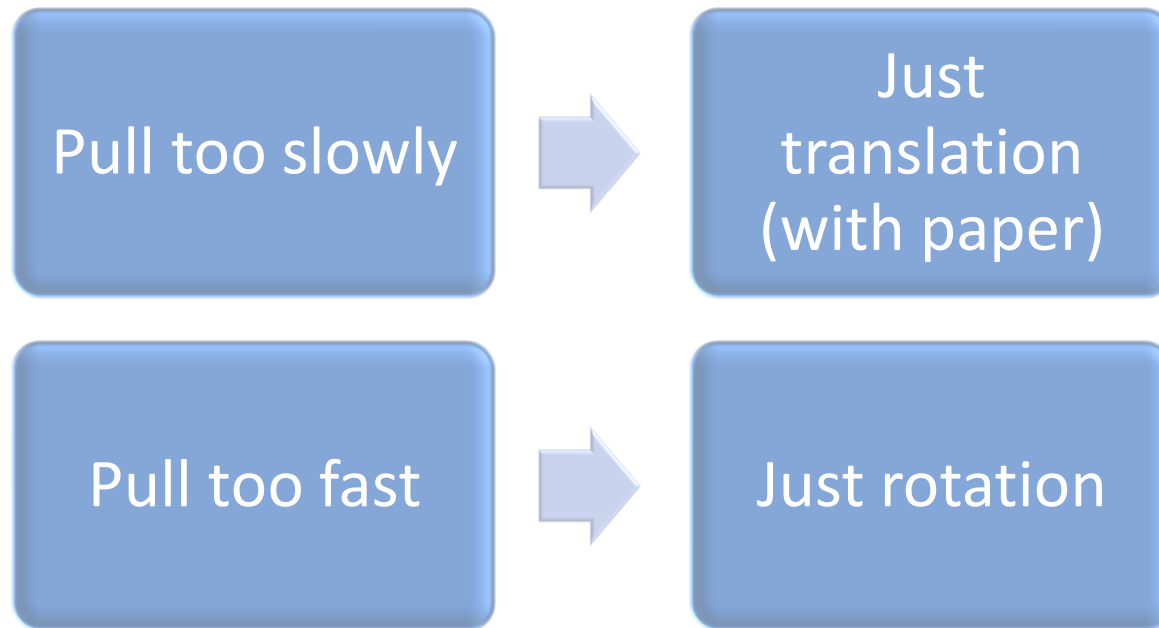 Pull too slowly
Just
translation
(with paper)
Pull too fast
Just rotation